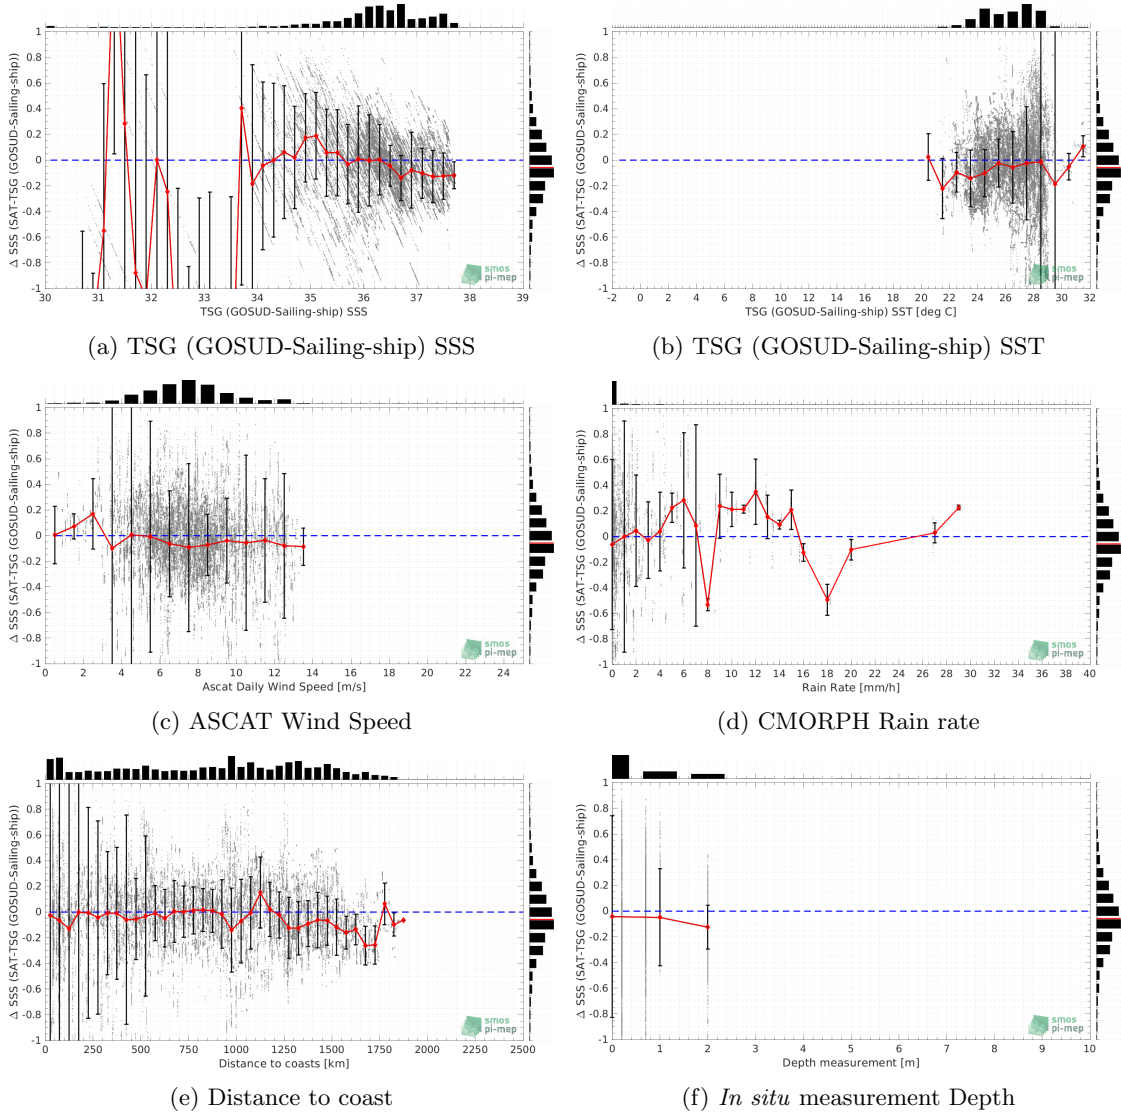 1
0.8
0.6
0.4
0.2
0
-0.2
-0.4
-0.6
-0.8
-1
Δ SSS (SAT-TSG (GOSUD-Sailing-ship))
smos
pi-mep
30 31 32 33 34 35 36 37 38 39
TSG (GOSUD-Sailing-ship) SSS
(a) TSG (GOSUD-Sailing-ship) SSS
1
0.8
0.6
0.4
0.2
0
-0.2
-0.4
-0.6
-0.8
-1
Δ SSS (SAT-TSG (GOSUD-Sailing-ship))
smos
pi-mep
-2 0 2 4 6 8 10 12 14 16 18 20 22 24 26 28 30 32
TSG (GOSUD-Sailing-ship) SST [deg C]
(b) TSG (GOSUD-Sailing-ship) SST
1
0.8
0.6
0.4
0.2
0
-0.2
-0.4
-0.6
-0.8
-1
Δ SSS (SAT-TSG (GOSUD-Sailing-ship))
smos
pi-mep
0 2 4 6 8 10 12 14 16 18 20 22 24
Ascat Daily Wind Speed [m/s]
(c) ASCAT Wind Speed
1
0.8
0.6
0.4
0.2
0
-0.2
-0.4
-0.6
-0.8
-1
Δ SSS (SAT-TSG (GOSUD-Sailing-ship))
smos
pi-mep
0 2 4 6 8 10 12 14 16 18 20 22 24 26 28 30 32 34 36 38 40
Rain Rate [mm/h]
(d) CMORPH Rain rate
1
0.8
0.6
0.4
0.2
0
-0.2
-0.4
-0.6
-0.8
-1
Δ SSS (SAT-TSG (GOSUD-Sailing-ship))
smos
pi-mep
0 250 500 750 1000 1250 1500 1750 2000 2250 2500
Distance to coasts [km]
(e) Distance to coast
1
0.8
0.6
0.4
0.2
0
-0.2
-0.4
-0.6
-0.8
-1
Δ SSS (SAT-TSG (GOSUD-Sailing-ship))
smos
pi-mep
0 1 2 3 4 5 6 7 8 9 10
Depth measurement [m]
(f) In situ measurement Depth